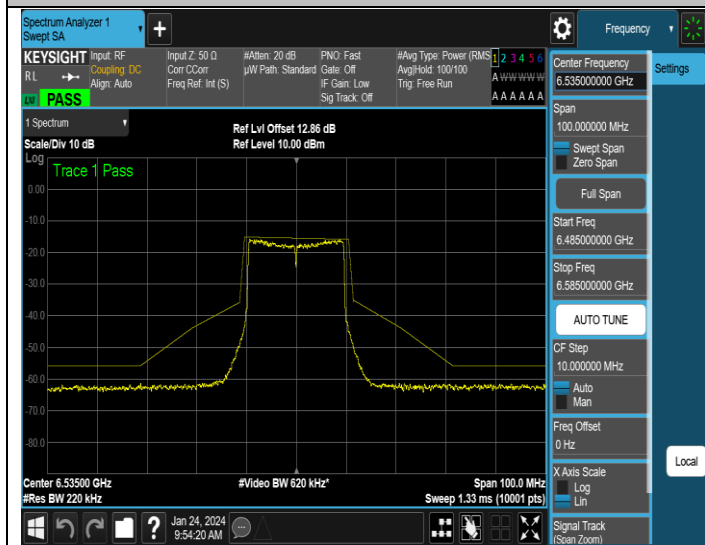 Spectrum Analyzer 1
Swept SA
+
Frequency
KEYSIGHT
RL
LXI
PASS
Input: RF
Coupling: DC
Align: Auto
Input Z: 50 Ω
Corr CCorr
Freq Ref: Int (S)
#Atten: 20 dB
µW Path: Standard
PNO: Fast
Gate: Off
IF Gain: Low
Sig Track: Off
#Avg Type: Power (RMS
Avg|Hold: 100/100
Trig: Free Run
1 2 3 4 5 6
A W W W W W
A A A A A A
1 Spectrum
Scale/Div 10 dB
Ref Lvl Offset 12.86 dB
Ref Level 10.00 dBm
Log
Trace 1 Pass
0.00
-10.0
-20.0
-30.0
-40.0
-50.0
-60.0
-70.0
-80.0
Center 6.53500 GHz
#Res BW 220 kHz
#Video BW 620 kHz*
Span 100.0 MHz
Sweep 1.33 ms (10001 pts)
Center Frequency
6.535000000 GHz
Span
100.000000 MHz
Swept Span
Zero Span
Full Span
Start Freq
6.485000000 GHz
Stop Freq
6.585000000 GHz
AUTO TUNE
CF Step
10.000000 MHz
Auto
Man
Freq Offset
0 Hz
X Axis Scale
Log
Lin
Signal Track
(Span Zoom)
Settings
Local
?
Jan 24, 2024
9:54:20 AM